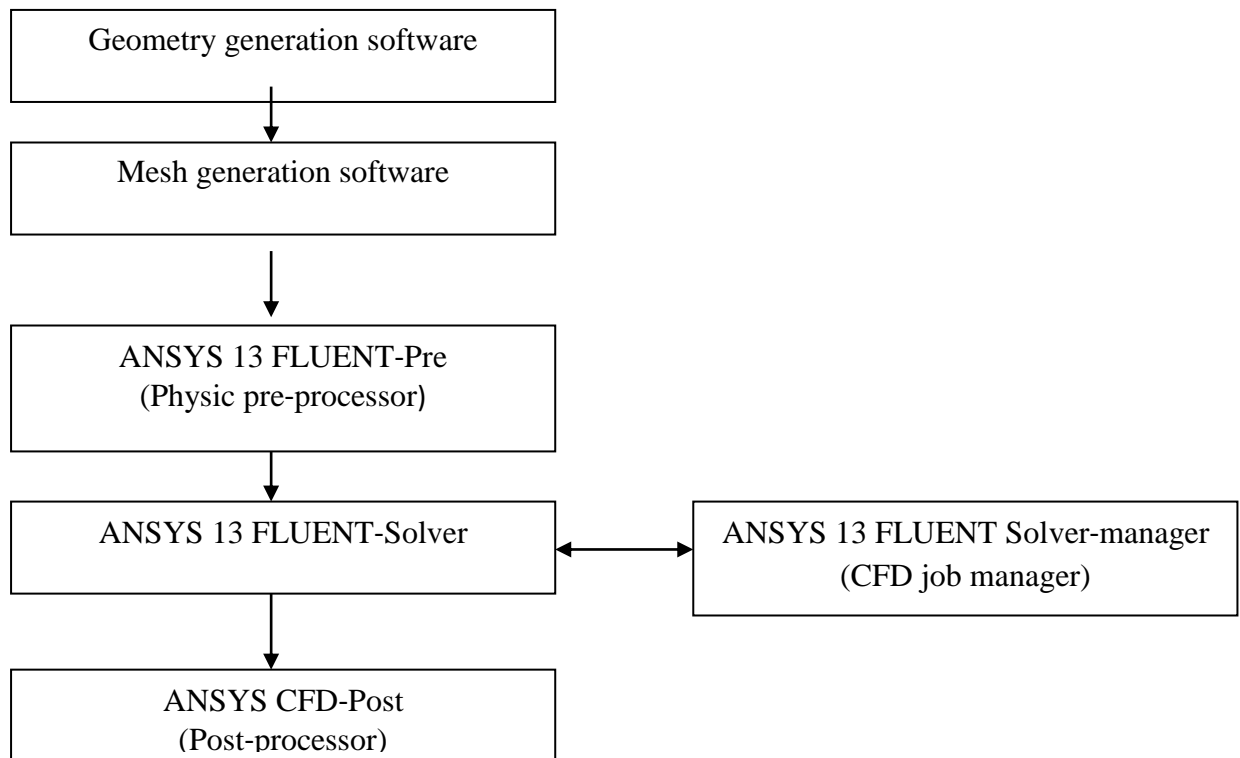 Geometry generation software
Mesh generation software
ANSYS 13 FLUENT-Pre
(Physic pre-processor)
ANSYS 13 FLUENT-Solver
ANSYS 13 FLUENT Solver-manager
(CFD job manager)
ANSYS CFD-Post
(Post-processor)